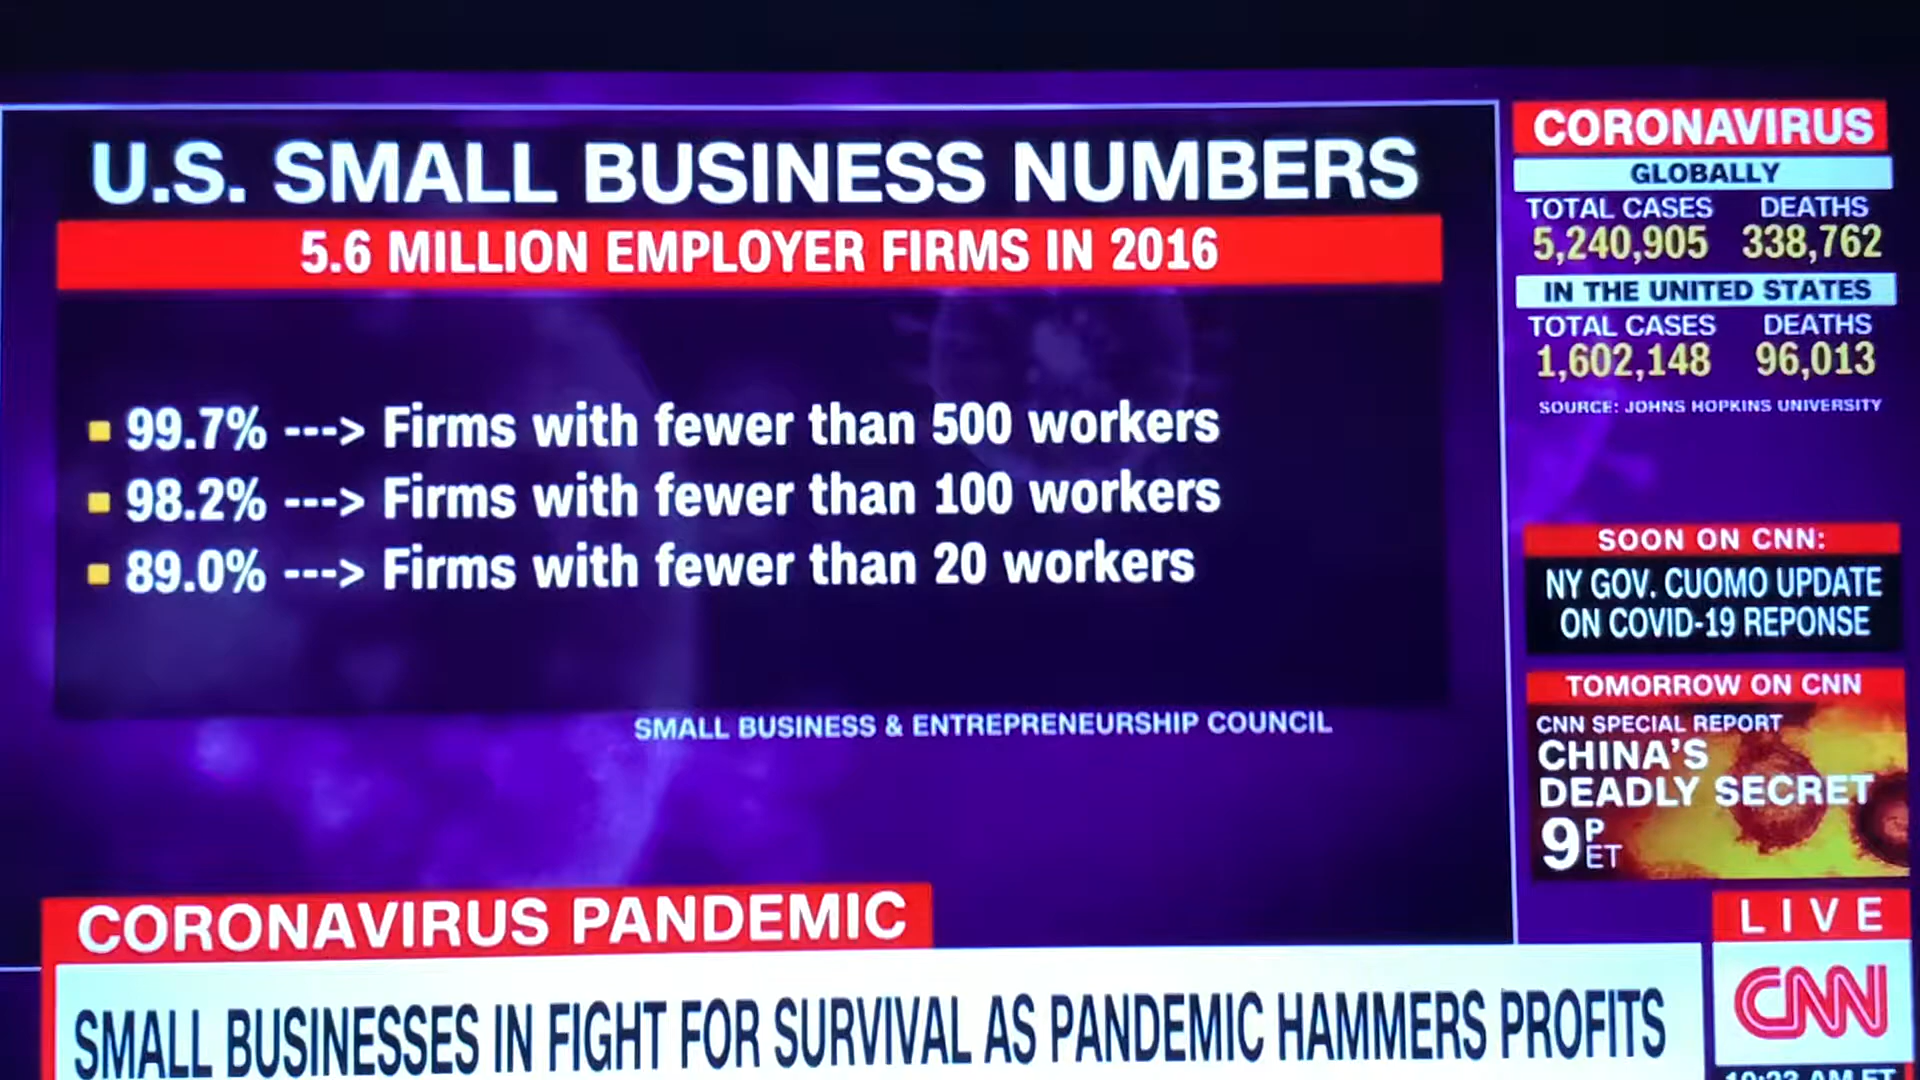 U.S. SMALL BUSINESS NUMBERS
5.6 MILLION EMPLOYER FIRMS IN 2016
99.7% ---> Firms with fewer than 500 workers
98.2% ---> Firms with fewer than 100 workers
89.0% ---> Firms with fewer than 20 workers
SMALL BUSINESS & ENTREPRENEURSHIP COUNCIL
CORONAVIRUS
GLOBALLY
TOTAL CASES DEATHS
5,240,905 338,762
IN THE UNITED STATES
TOTAL CASES DEATHS
1,602,148 96,013
SOURCE: JOHNS HOPKINS UNIVERSITY
SOON ON CNN:
NY GOV. CUOMO UPDATE
ON COVID-19 REPONSE
TOMORROW ON CNN
CNN SPECIAL REPORT
CHINA'S
DEADLY SECRET
9P ET
CORONAVIRUS PANDEMIC
SMALL BUSINESSES IN FIGHT FOR SURVIVAL AS PANDEMIC HAMMERS PROFITS
LIVE
CNN
AM ET